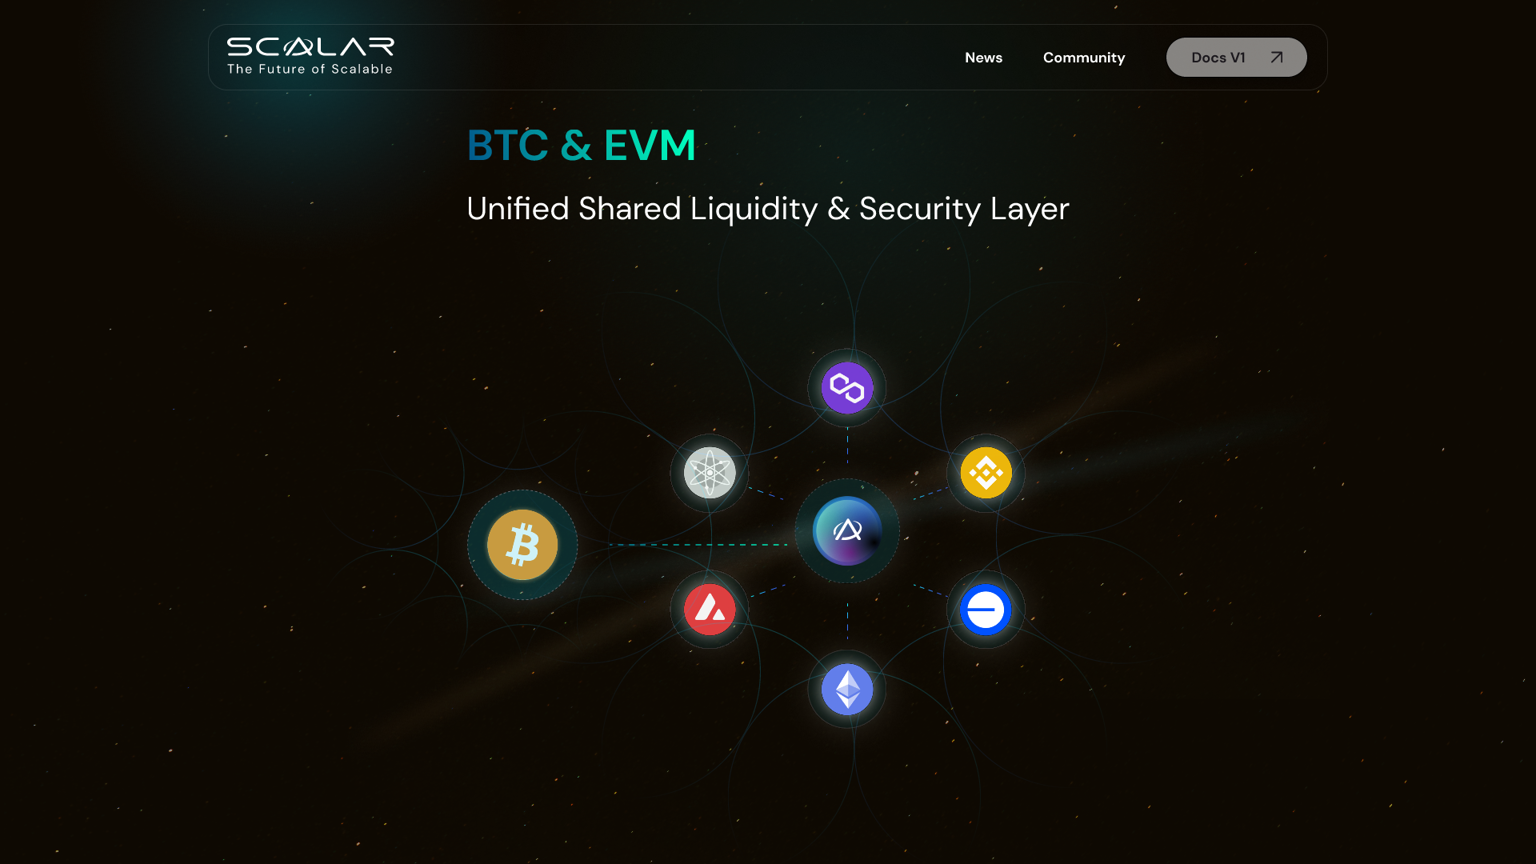 SCALAR
The Future of Scalable
News
Community
Docs V1
BTC & EVM
Unified Shared Liquidity & Security Layer